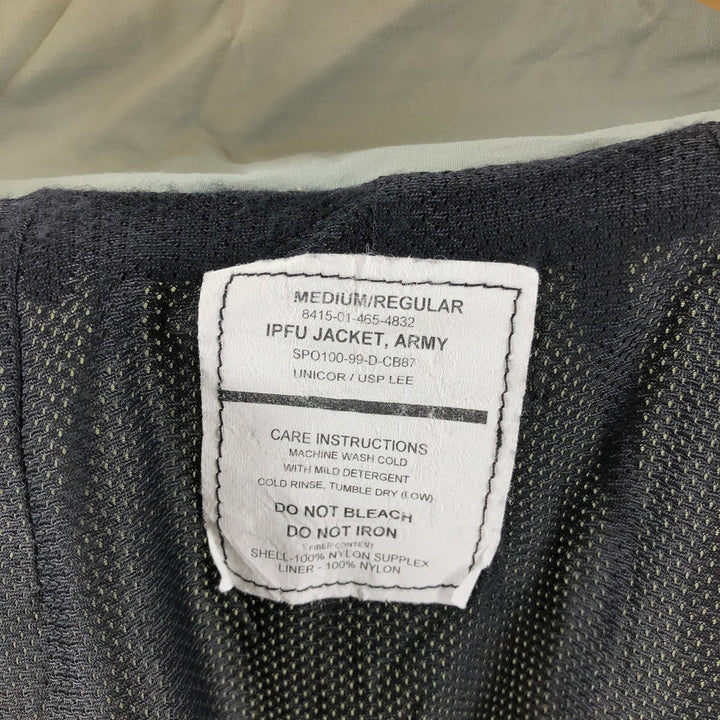 MEDIUM/REGULAR
8415-01-465-4832
IPFU JACKET, ARMY
SPO100-99-D-CB87
UNICOR / USP LEE
CARE INSTRUCTIONS
MACHINE WASH COLD
WITH MILD DETERGENT
COLD RINSE, TUMBLE DRY (LOW)
DO NOT BLEACH
DO NOT IRON
FIBER CONTENT
SHELL-100% NYLON SUPPLEX
LINER - 100% NYLON